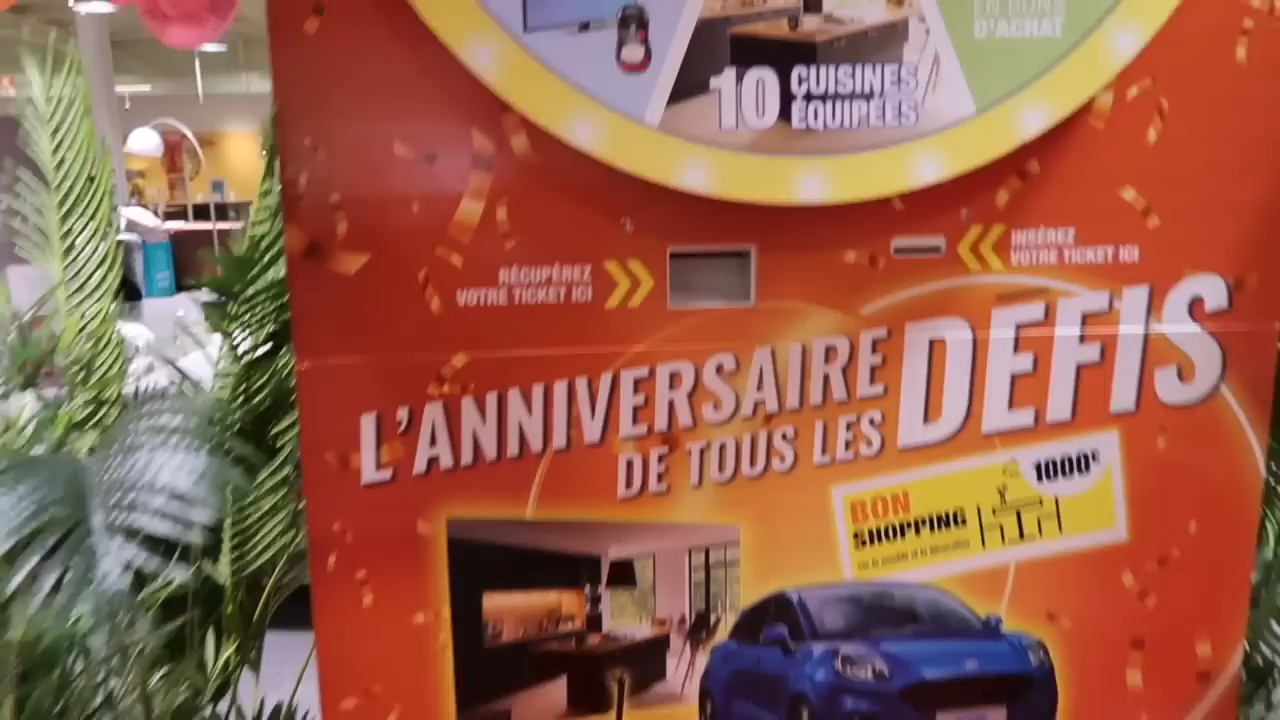 EN BONS
D'ACHAT
10 CUISINES
ÉQUIPÉES
RÉCUPÉREZ
VOTRE TICKET ICI
INSÉREZ
VOTRE TICKET ICI
L'ANNIVERSAIRE
DE TOUS LES
DEFIS
1000€
BON
SHOPPING